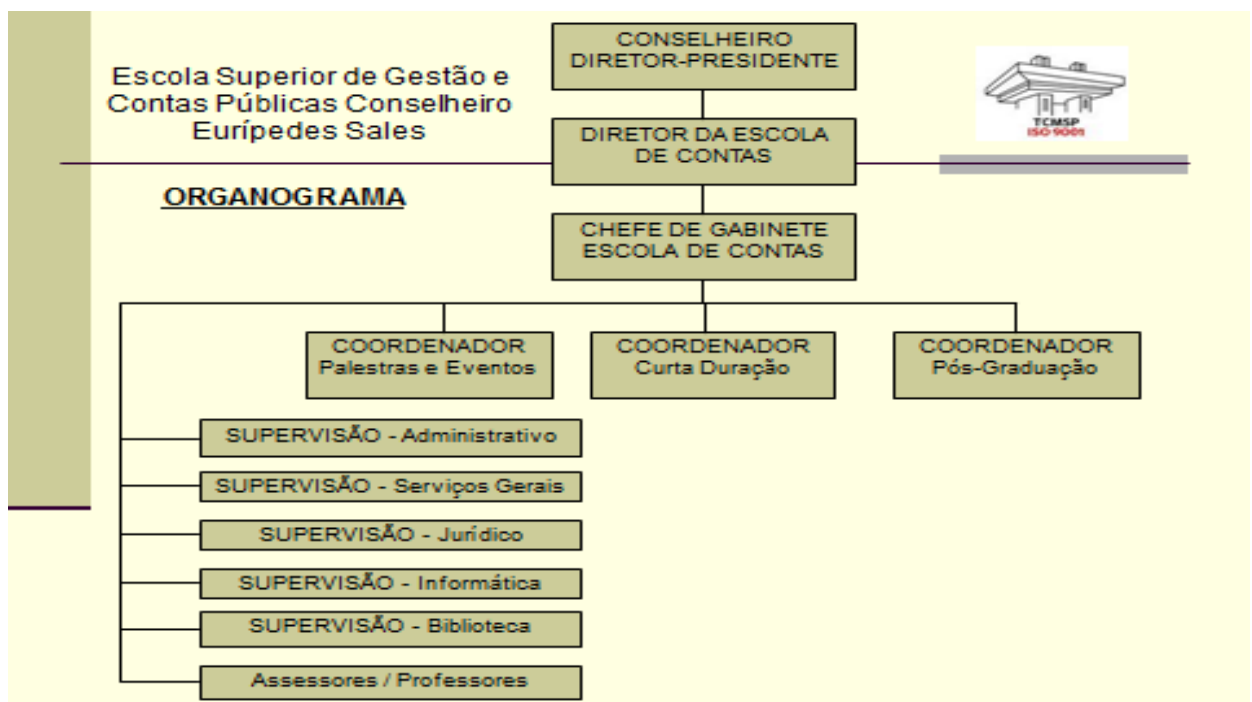 Escola Superior de Gestão e
Contas Públicas Conselheiro
Eurípedes Sales
ORGANOGRAMA
CONSELHEIRO
DIRETOR-PRESIDENTE
TCMSP
ISO 9001
DIRETOR DA ESCOLA
DE CONTAS
CHEFE DE GABINETE
ESCOLA DE CONTAS
COORDENADOR
Palestras e Eventos
COORDENADOR
Curta Duração
COORDENADOR
Pós-Graduação
SUPERVISÃO - Administrativo
SUPERVISÃO - Serviços Gerais
SUPERVISÃO - Jurídico
SUPERVISÃO - Informática
SUPERVISÃO - Biblioteca
Assessores / Professores